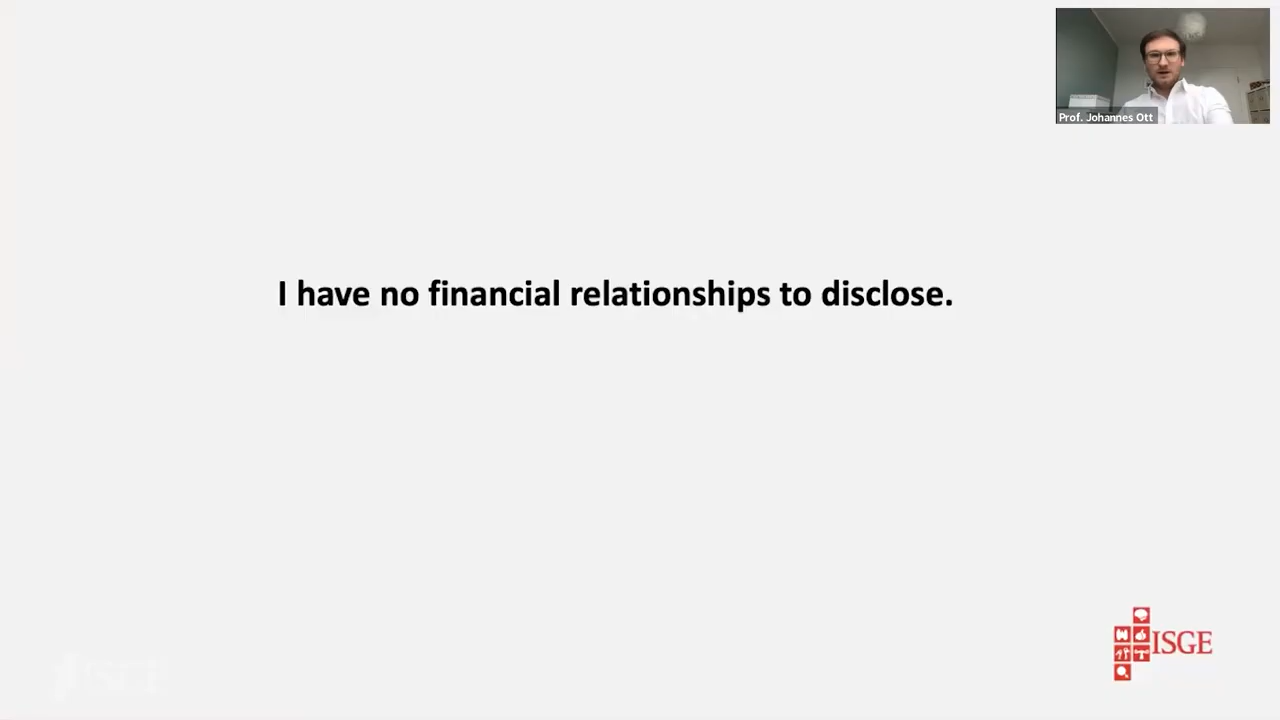 Prof. Johannes Ott
I have no financial relationships to disclose.
ISGE